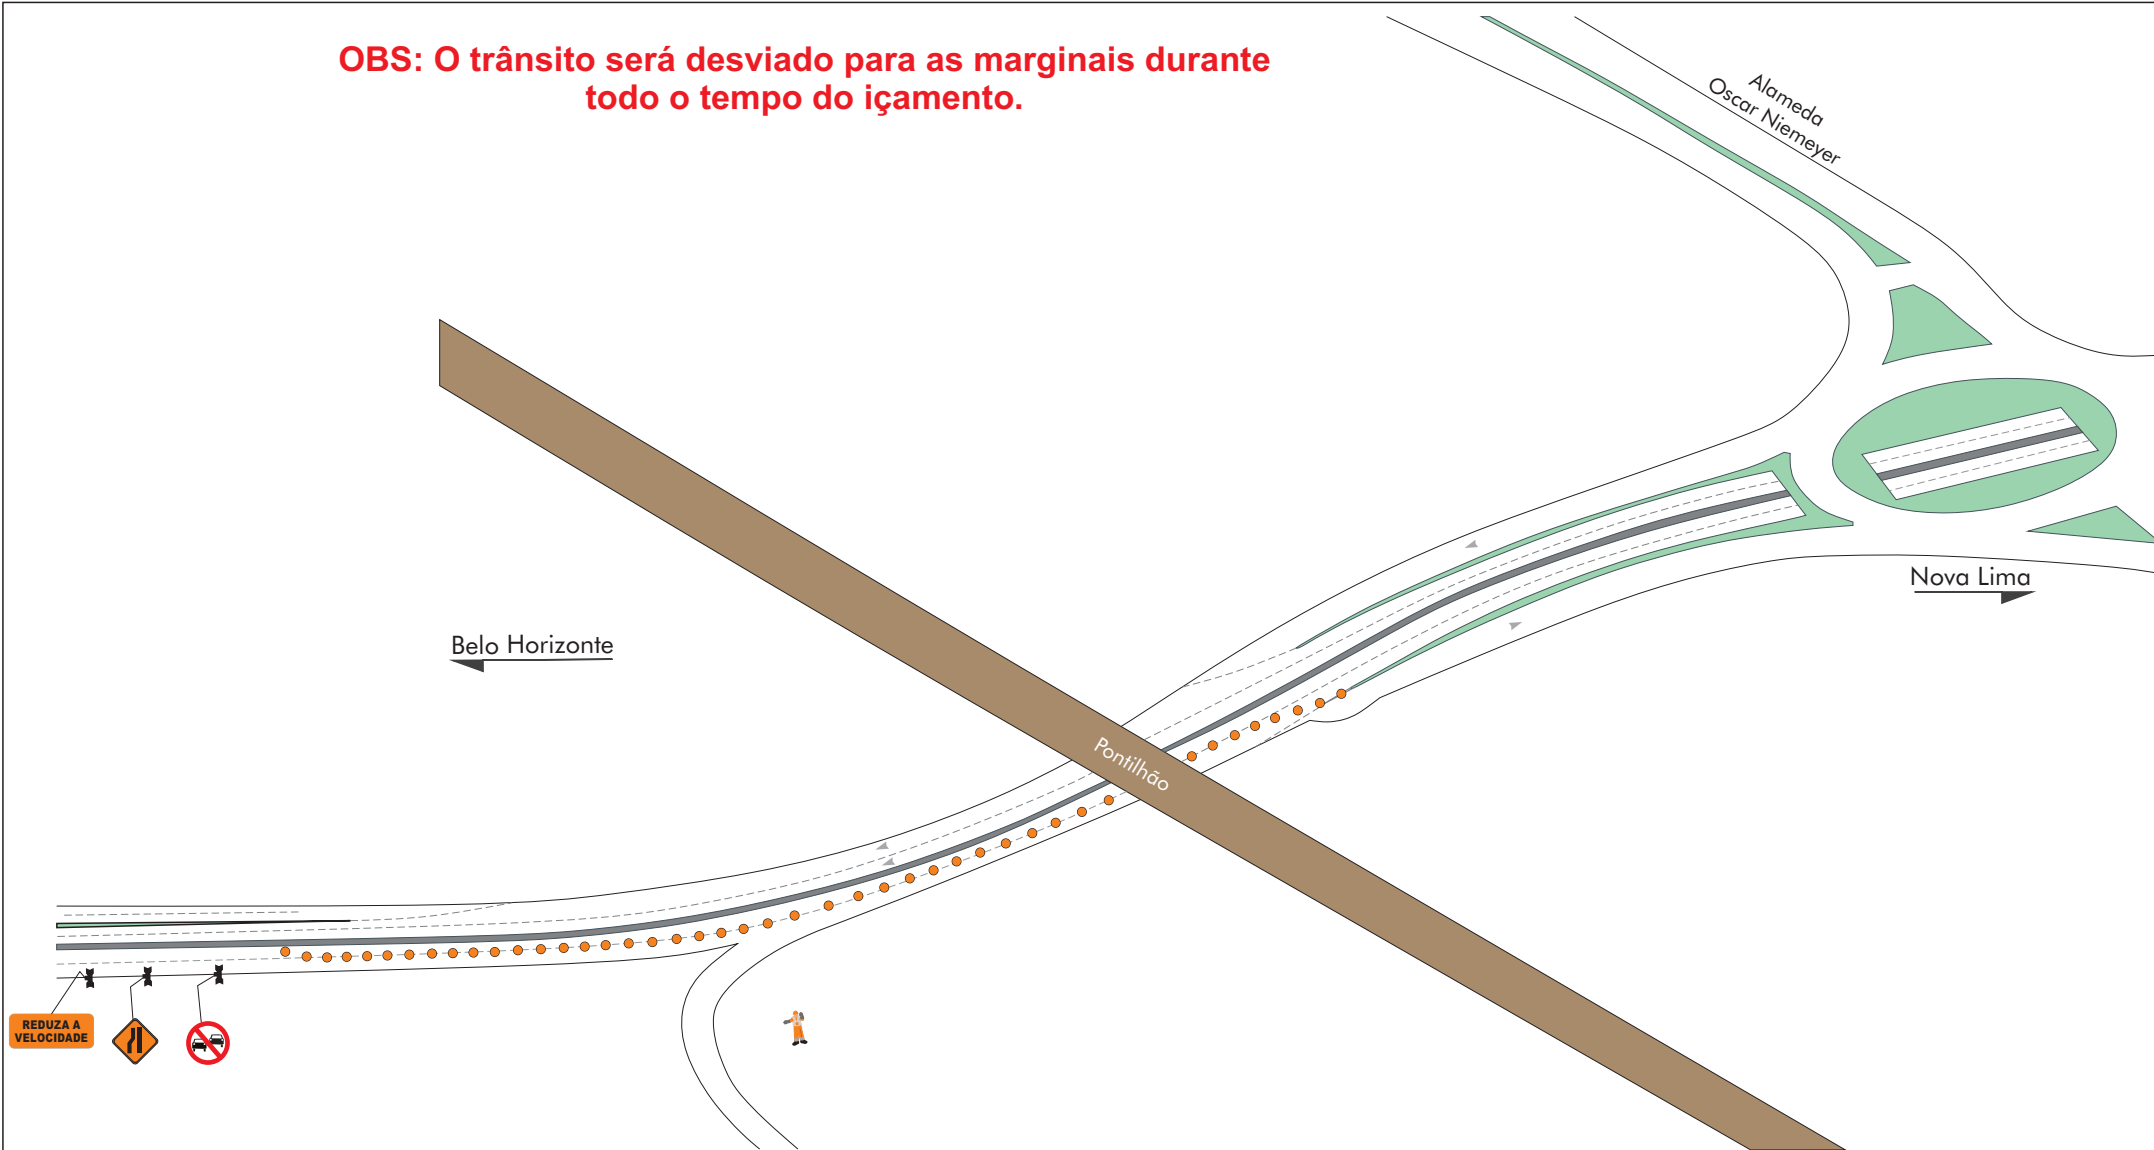 OBS: O trânsito será desviado para as marginais durante
todo o tempo do içamento.
Alameda
Oscar Niemeyer
Nova Lima
Belo Horizonte
Pontilhão
REDUZA A
VELOCIDADE